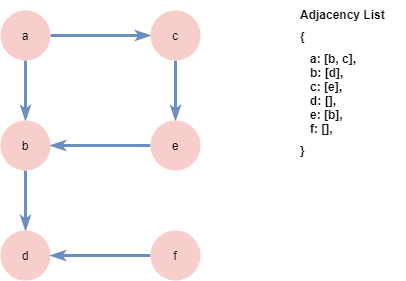 a
c
b
e
d
f
Adjacency List
{
a: [b, c],
b: [d],
c: [e],
d: [],
e: [b],
f: [],
}